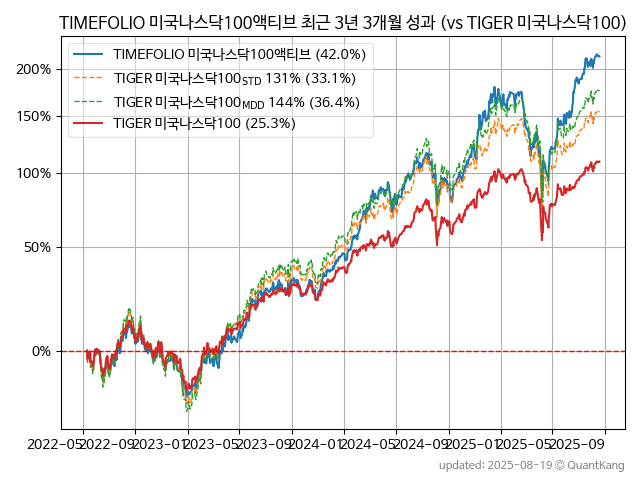 TIMEFOLIO 미국나스닥100액티브 최근 3년 3개월 성과 (vs TIGER 미국나스닥100)
TIMEFOLIO 미국나스닥100액티브 (42.0%)
TIGER 미국나스닥100STD 131% (33.1%)
TIGER 미국나스닥100MDD 144% (36.4%)
TIGER 미국나스닥100 (25.3%)
200%
150%
100%
50%
0%
2022-05 2022-09 2023-01 2023-05 2023-09 2024-01 2024-05 2024-09 2025-01 2025-05 2025-09
updated: 2025-08-19 © QuantKang